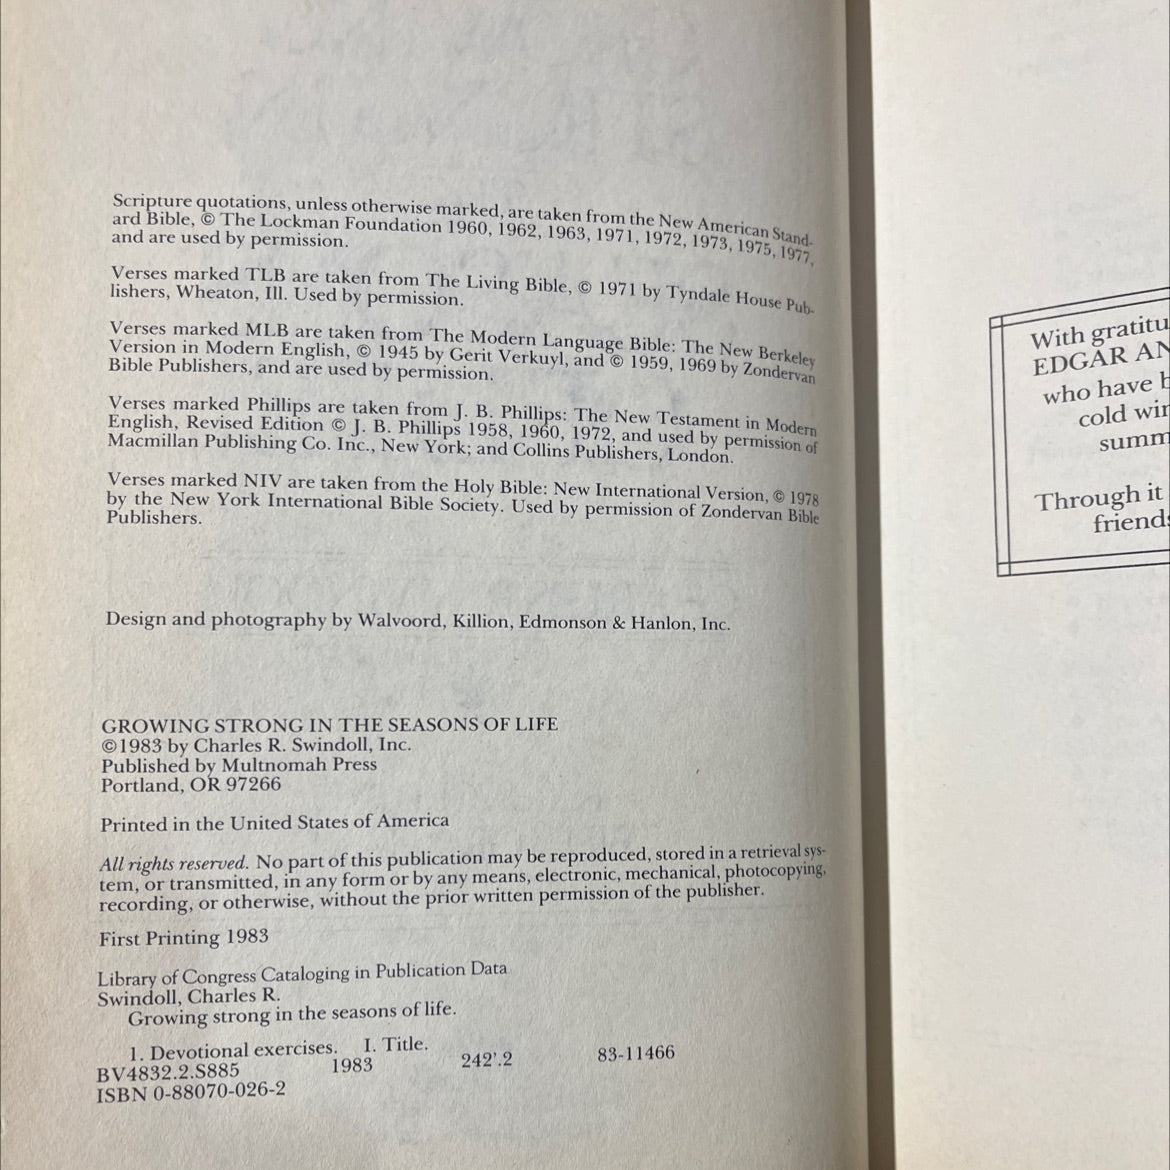 Scripture quotations, unless otherwise marked, are taken from the New American Stand-
ard Bible, © The Lockman Foundation 1960, 1962, 1963, 1971, 1972, 1973, 1975, 1977,
and are used by permission.
Verses marked TLB are taken from The Living Bible, © 1971 by Tyndale House Pub-
lishers, Wheaton, Ill. Used by permission.
Verses marked MLB are taken from The Modern Language Bible: The New Berkeley
Version in Modern English, © 1945 by Gerit Verkuyl, and © 1959, 1969 by Zondervan
Bible Publishers, and are used by permission.
Verses marked Phillips are taken from J. B. Phillips: The New Testament in Modern
English, Revised Edition © J. B. Phillips 1958, 1960, 1972, and used by permission of
Macmillan Publishing Co. Inc., New York; and Collins Publishers, London.
Verses marked NIV are taken from the Holy Bible: New International Version, © 1978
by the New York International Bible Society. Used by permission of Zondervan Bible
Publishers.
Design and photography by Walvoord, Killion, Edmonson & Hanlon, Inc.
GROWING STRONG IN THE SEASONS OF LIFE
©1983 by Charles R. Swindoll, Inc.
Published by Multnomah Press
Portland, OR 97266
Printed in the United States of America
All rights reserved. No part of this publication may be reproduced, stored in a retrieval sys-
tem, or transmitted, in any form or by any means, electronic, mechanical, photocopying,
recording, or otherwise, without the prior written permission of the publisher.
First Printing 1983
Library of Congress Cataloging in Publication Data
Swindoll, Charles R.
Growing strong in the seasons of life.
1. Devotional exercises. I. Title.
BV4832.2.S885 1983 242'.2 83-11466
ISBN 0-88070-026-2
With gratitu
EDGAR AN
who have b
cold win
summ
Through it
friends